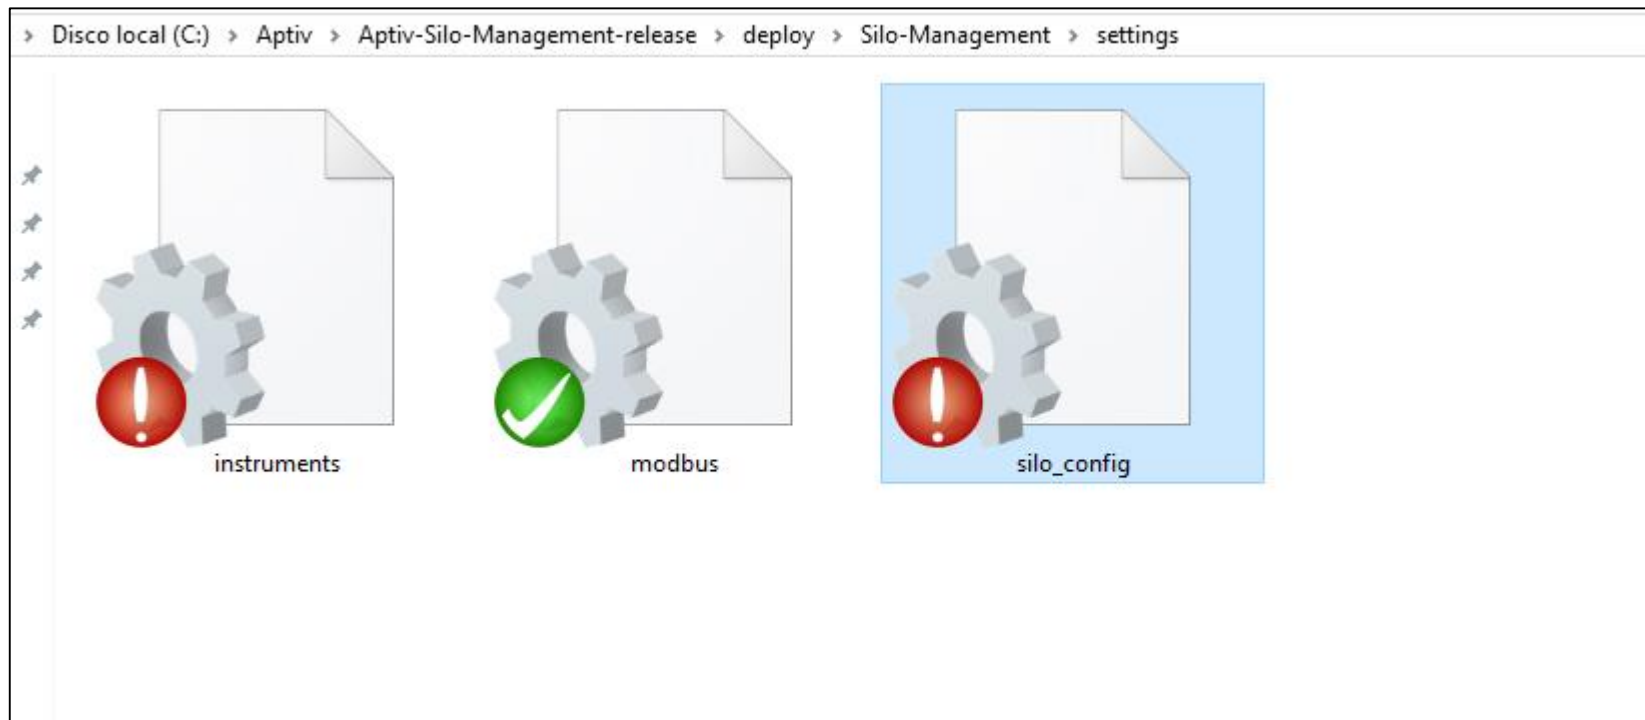 > Disco local (C:) > Aptiv > Aptiv-Silo-Management-release > deploy > Silo-Management > settings
instruments modbus silo_config